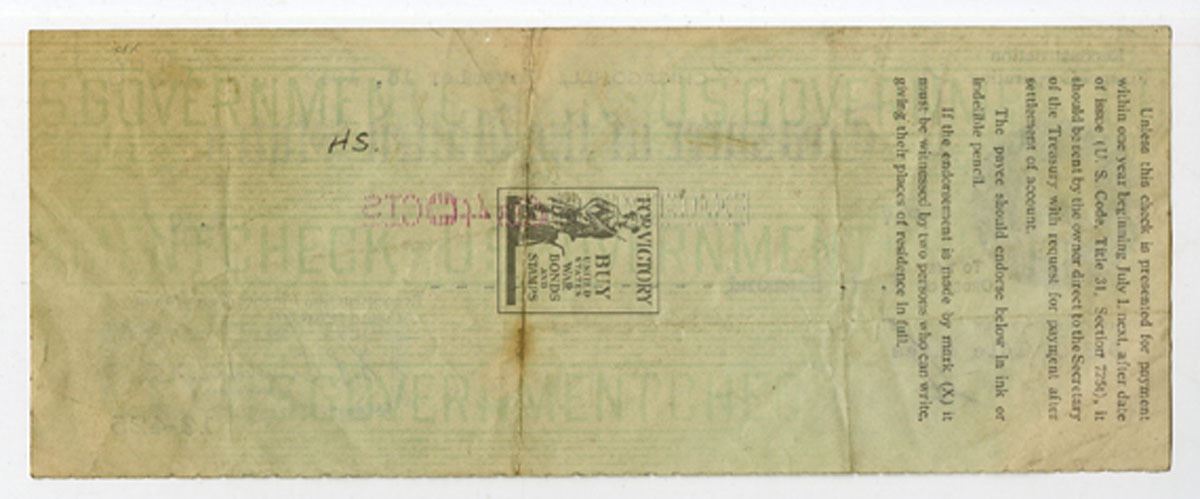 Unless this check is presented for payment
within one year beginning July 1, next, after date
of issue (U. S. Code, Title 31, Section 725t), it
should be sent by the owner direct to the Secretary
of the Treasury with request for payment after
settlement of account.
The payee should endorse below in ink or
indelible pencil.
If the endorsement is made by mark (X) it
must be witnessed by two persons who can write,
giving their places of residence in full.
FOR VICTORY
BUY
UNITED
STATES
WAR
BONDS
AND
STAMPS
HS.
GOVERNMENT
U.S. GOVERNMENT
CHECK